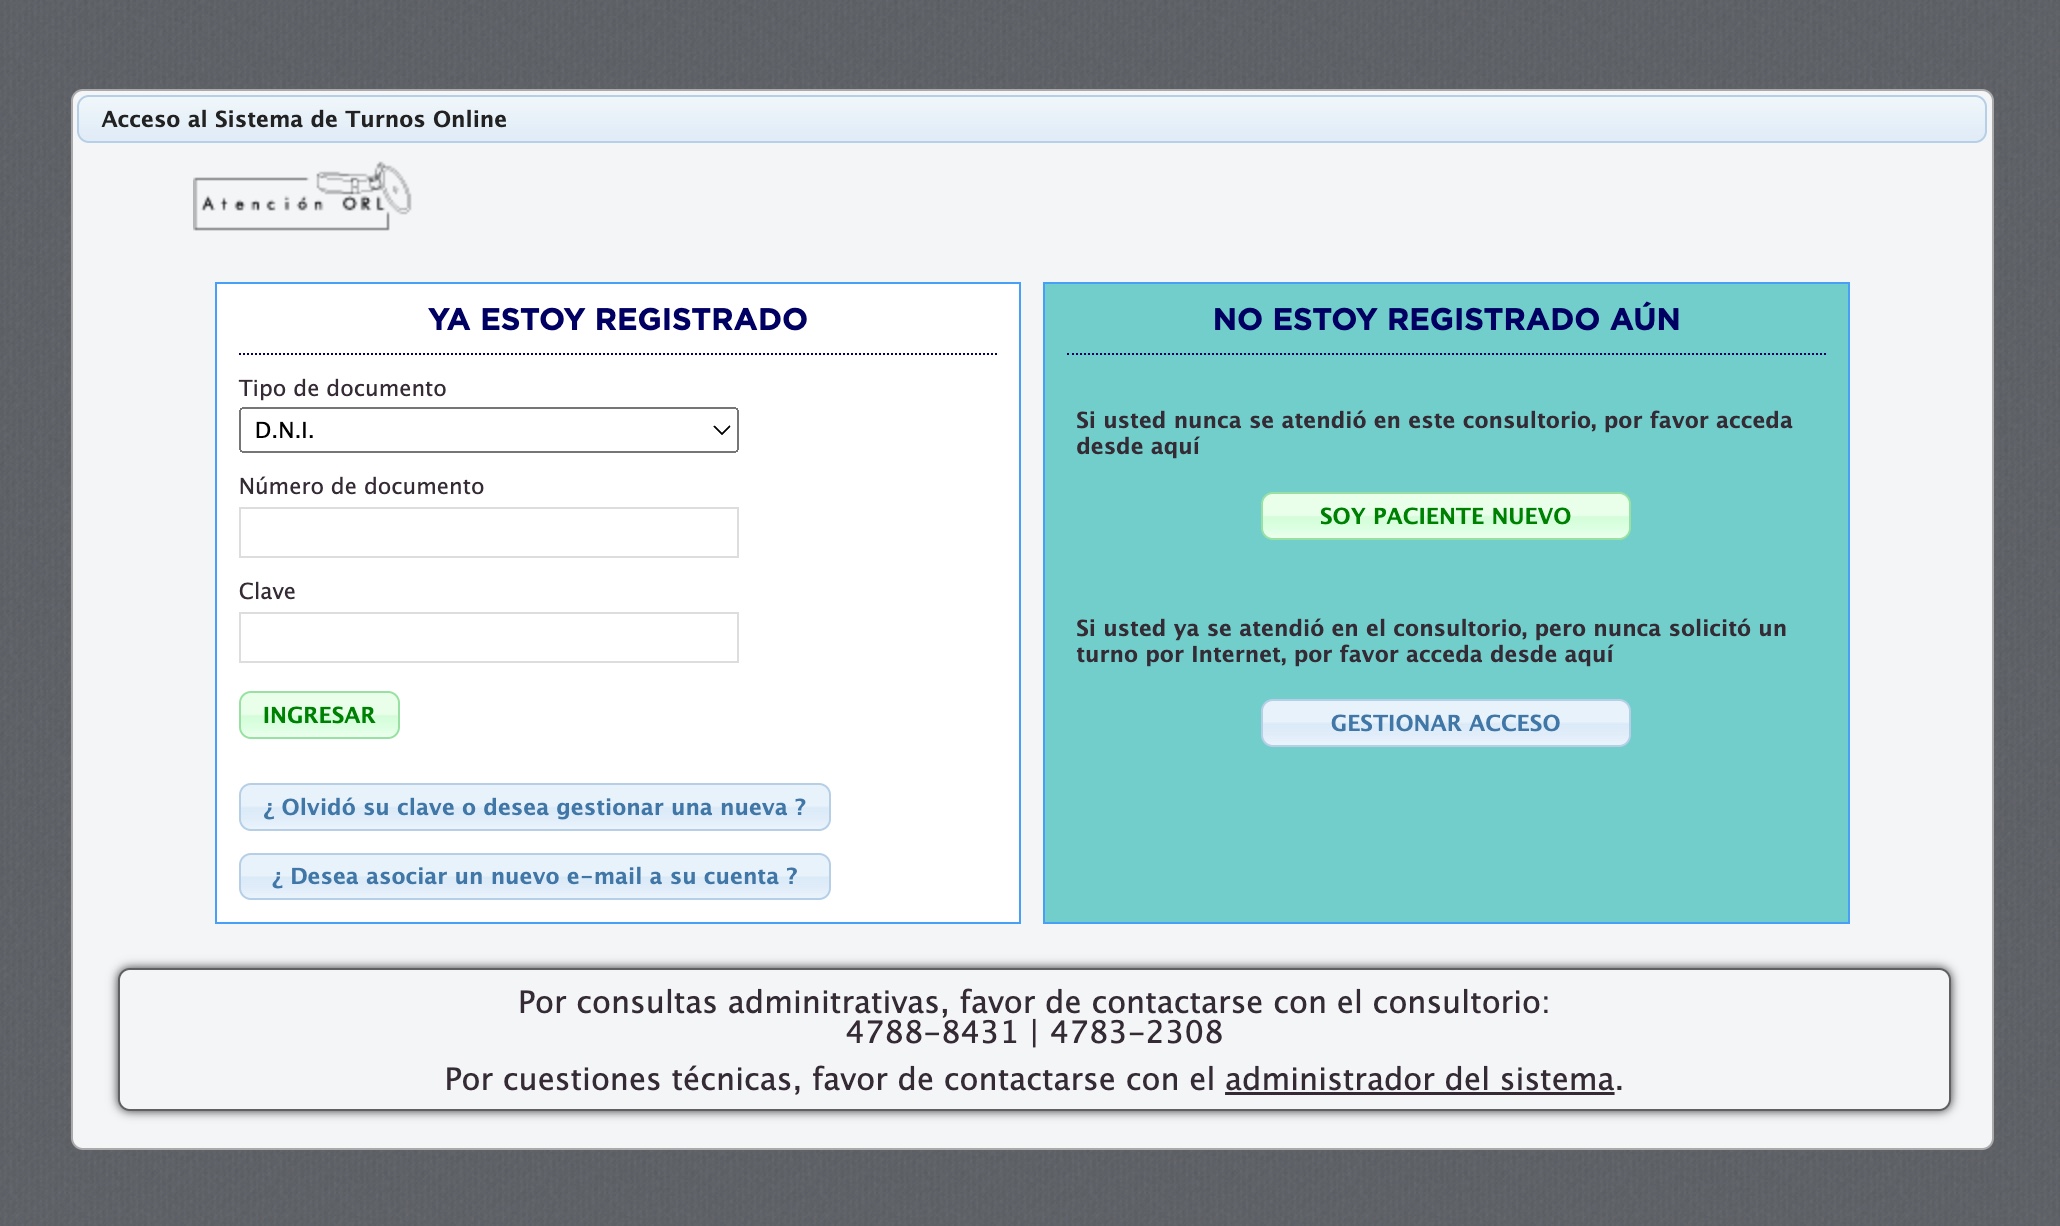 Acceso al Sistema de Turnos Online
Atención ORL
YA ESTOY REGISTRADO
Tipo de documento
D.N.I.
Número de documento
Clave
INGRESAR
¿ Olvidó su clave o desea gestionar una nueva ?
¿ Desea asociar un nuevo e-mail a su cuenta ?
NO ESTOY REGISTRADO AÚN
Si usted nunca se atendió en este consultorio, por favor acceda
desde aquí
SOY PACIENTE NUEVO
Si usted ya se atendió en el consultorio, pero nunca solicitó un
turno por Internet, por favor acceda desde aquí
GESTIONAR ACCESO
Por consultas adminitrativas, favor de contactarse con el consultorio:
4788-8431 | 4783-2308
Por cuestiones técnicas, favor de contactarse con el administrador del sistema.